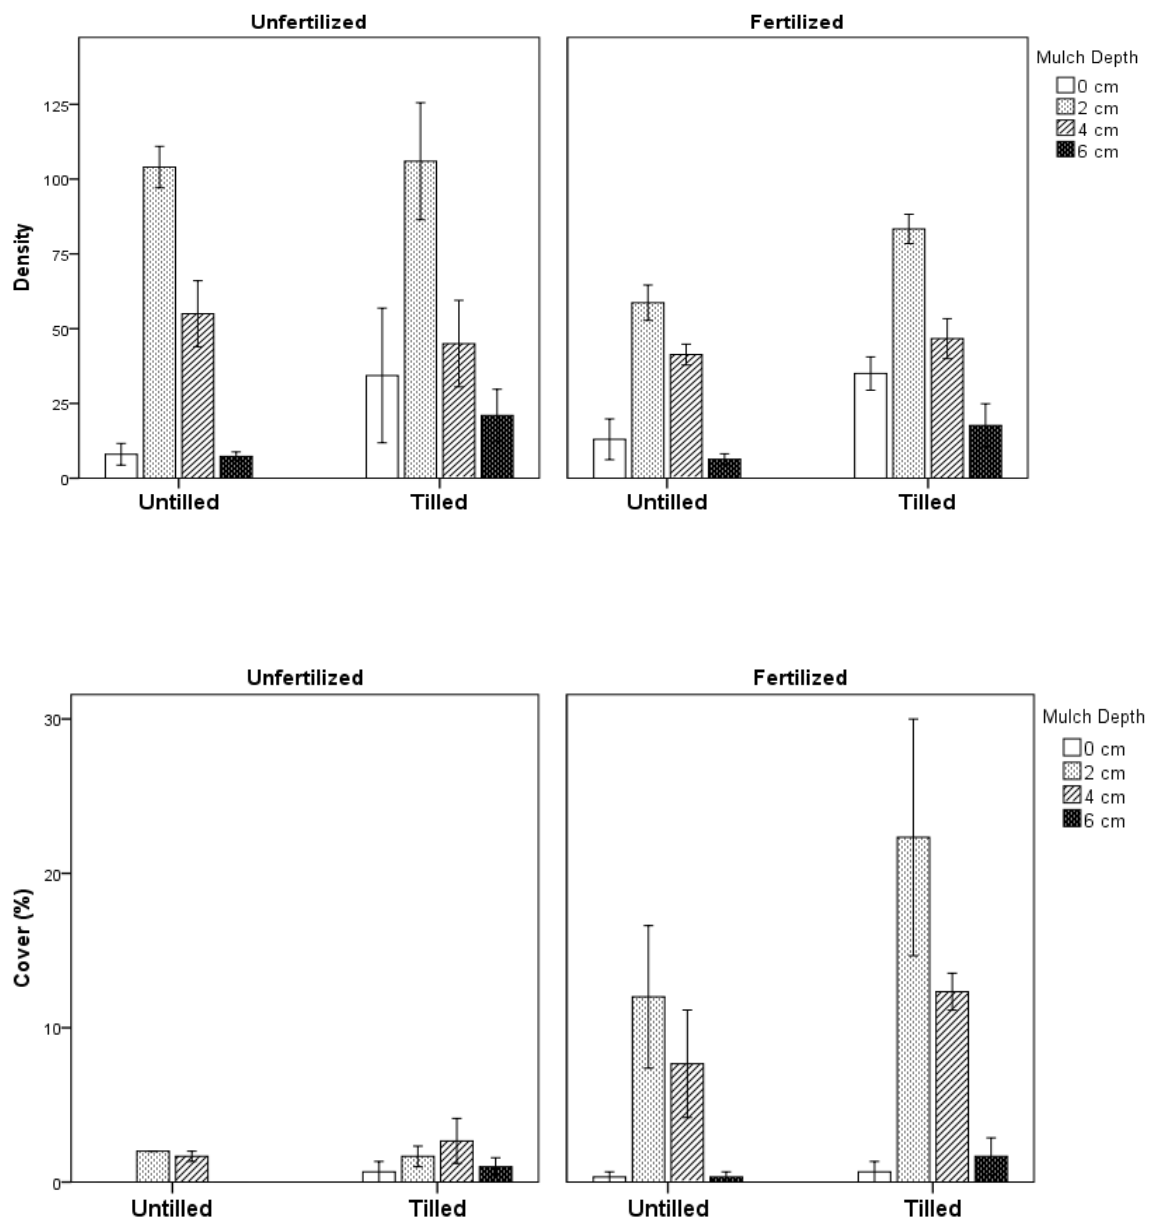 Unfertilized
Fertilized
Mulch Depth
0 cm
2 cm
4 cm
6 cm
Density
125
100
75
50
25
0
Untilled
Tilled
Untilled
Tilled
Unfertilized
Fertilized
Mulch Depth
0 cm
2 cm
4 cm
6 cm
Cover (%)
30
20
10
0
Untilled
Tilled
Untilled
Tilled